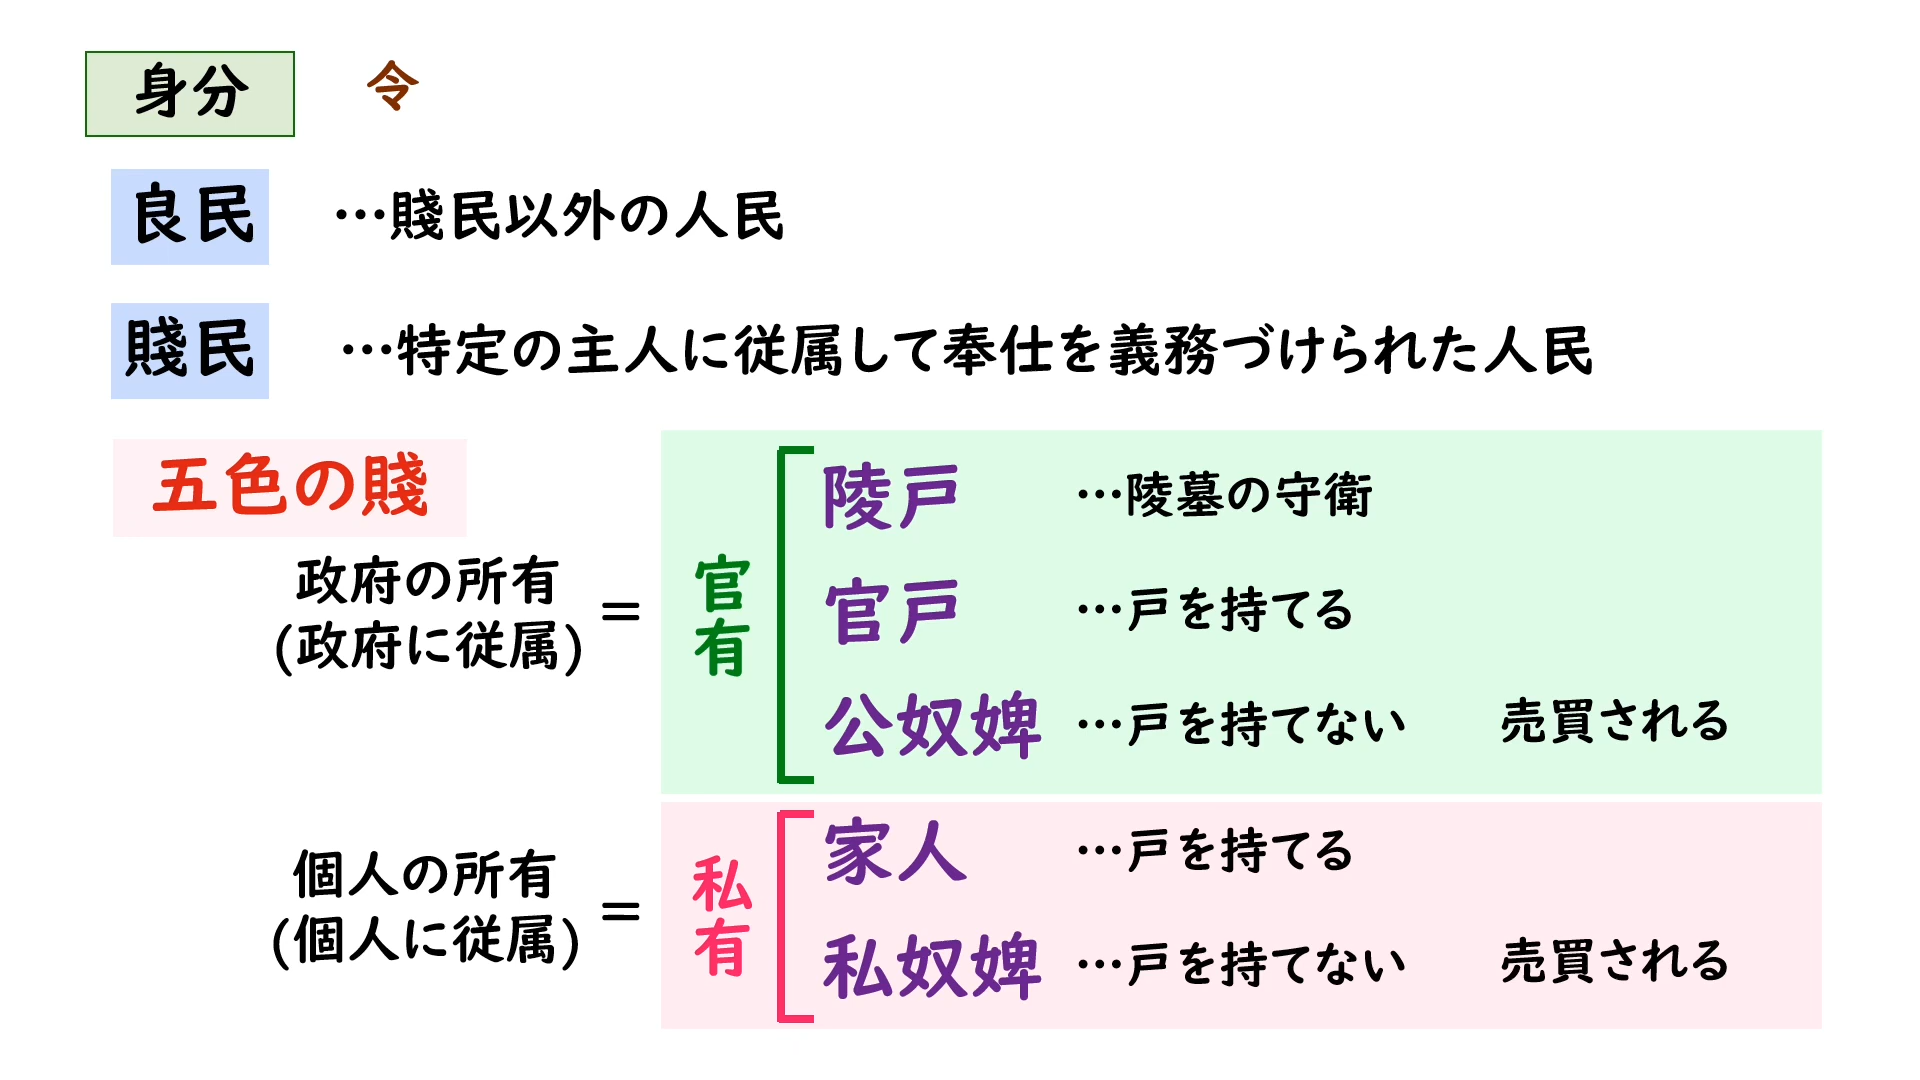 身分 令
良民 …賤民以外の人民
賤民 …特定の主人に従属して奉仕を義務づけられた人民
五色の賤
政府の所有
(政府に従属)
=
官有
陵戸 …陵墓の守衛
官戸 …戸を持てる
公奴婢 …戸を持てない 売買される
個人の所有
(個人に従属)
=
私有
家人 …戸を持てる
私奴婢 …戸を持てない 売買される